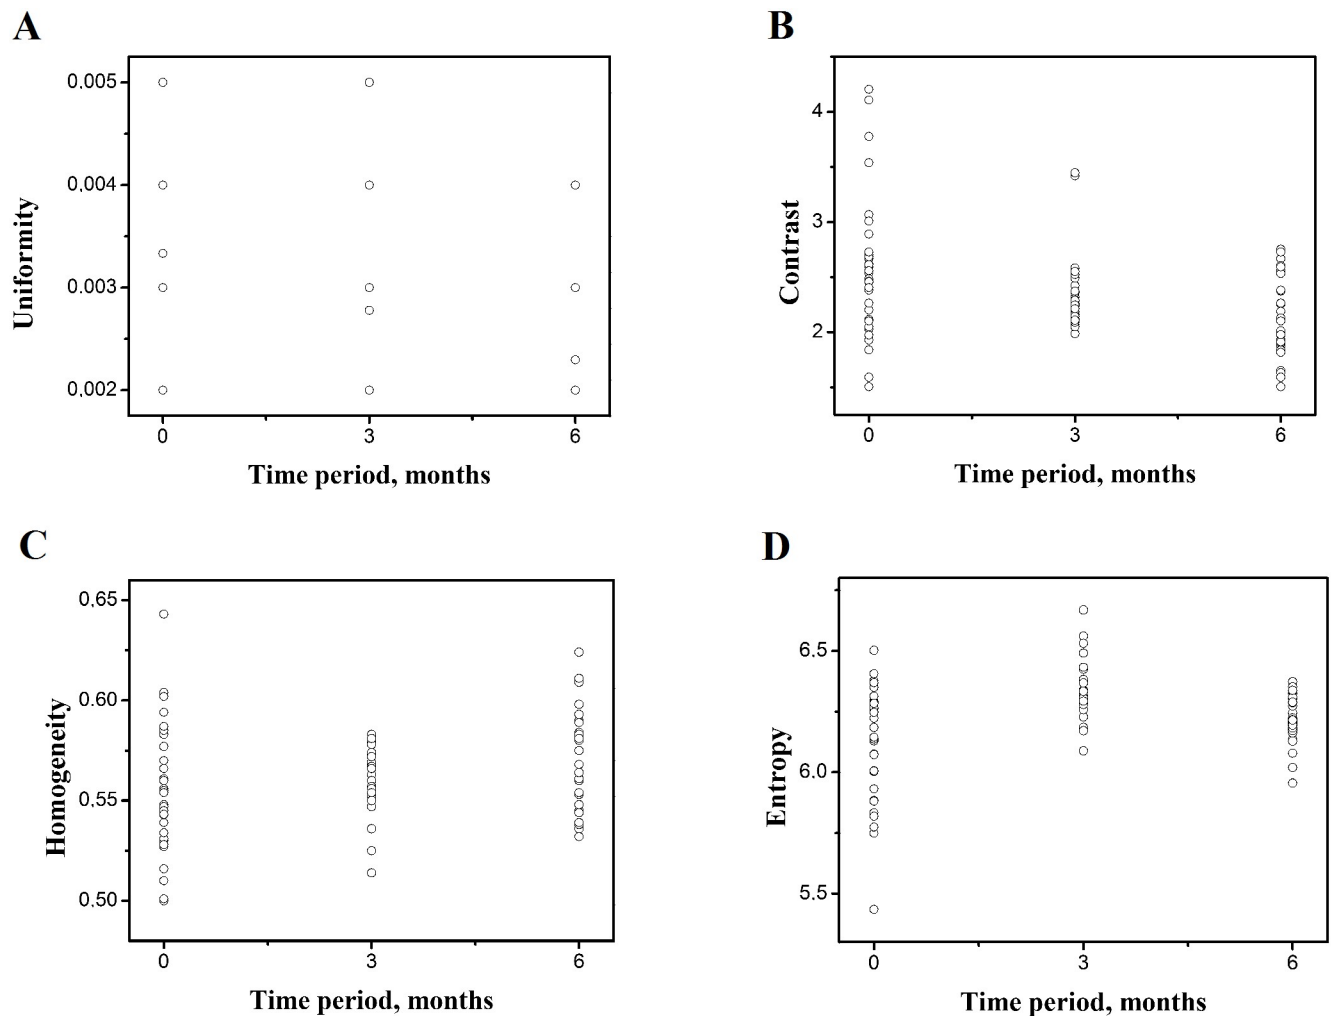 A
Uniformity
0.005
0.004
0.003
0.002
0 3 6
Time period, months
B
Contrast
4
3
2
0 3 6
Time period, months
C
Homogeneity
0.65
0.60
0.55
0.50
0 3 6
Time period, months
D
Entropy
6.5
6.0
5.5
0 3 6
Time period, months